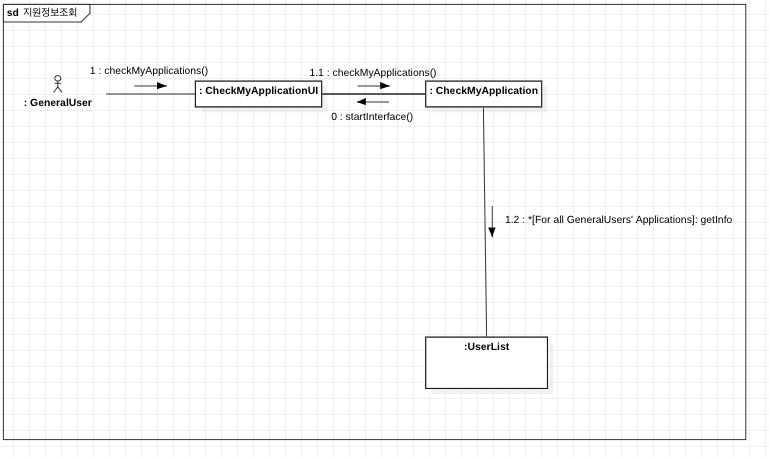 sd 지원정보조회
1 : checkMyApplications()
1.1 : checkMyApplications()
: GeneralUser
: CheckMyApplicationUI
: CheckMyApplication
0 : startInterface()
1.2 : *[For all GeneralUsers' Applications]: getInfo
:UserList